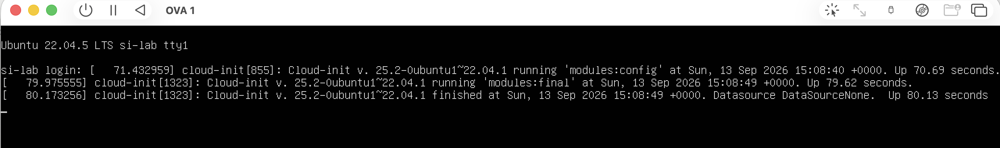 OVA 1
Ubuntu 22.04.5 LTS si-lab tty1
si-lab login: [   71.432959] cloud-init[855]: Cloud-init v. 25.2-0ubuntu1~22.04.1 running 'modules:config' at Sun, 13 Sep 2026 15:08:40 +0000. Up 70.69 seconds.
[   79.975555] cloud-init[1323]: Cloud-init v. 25.2-0ubuntu1~22.04.1 running 'modules:final' at Sun, 13 Sep 2026 15:08:49 +0000. Up 79.62 seconds.
[   80.173256] cloud-init[1323]: Cloud-init v. 25.2-0ubuntu1~22.04.1 finished at Sun, 13 Sep 2026 15:08:49 +0000. Datasource DataSourceNone.  Up 80.13 seconds